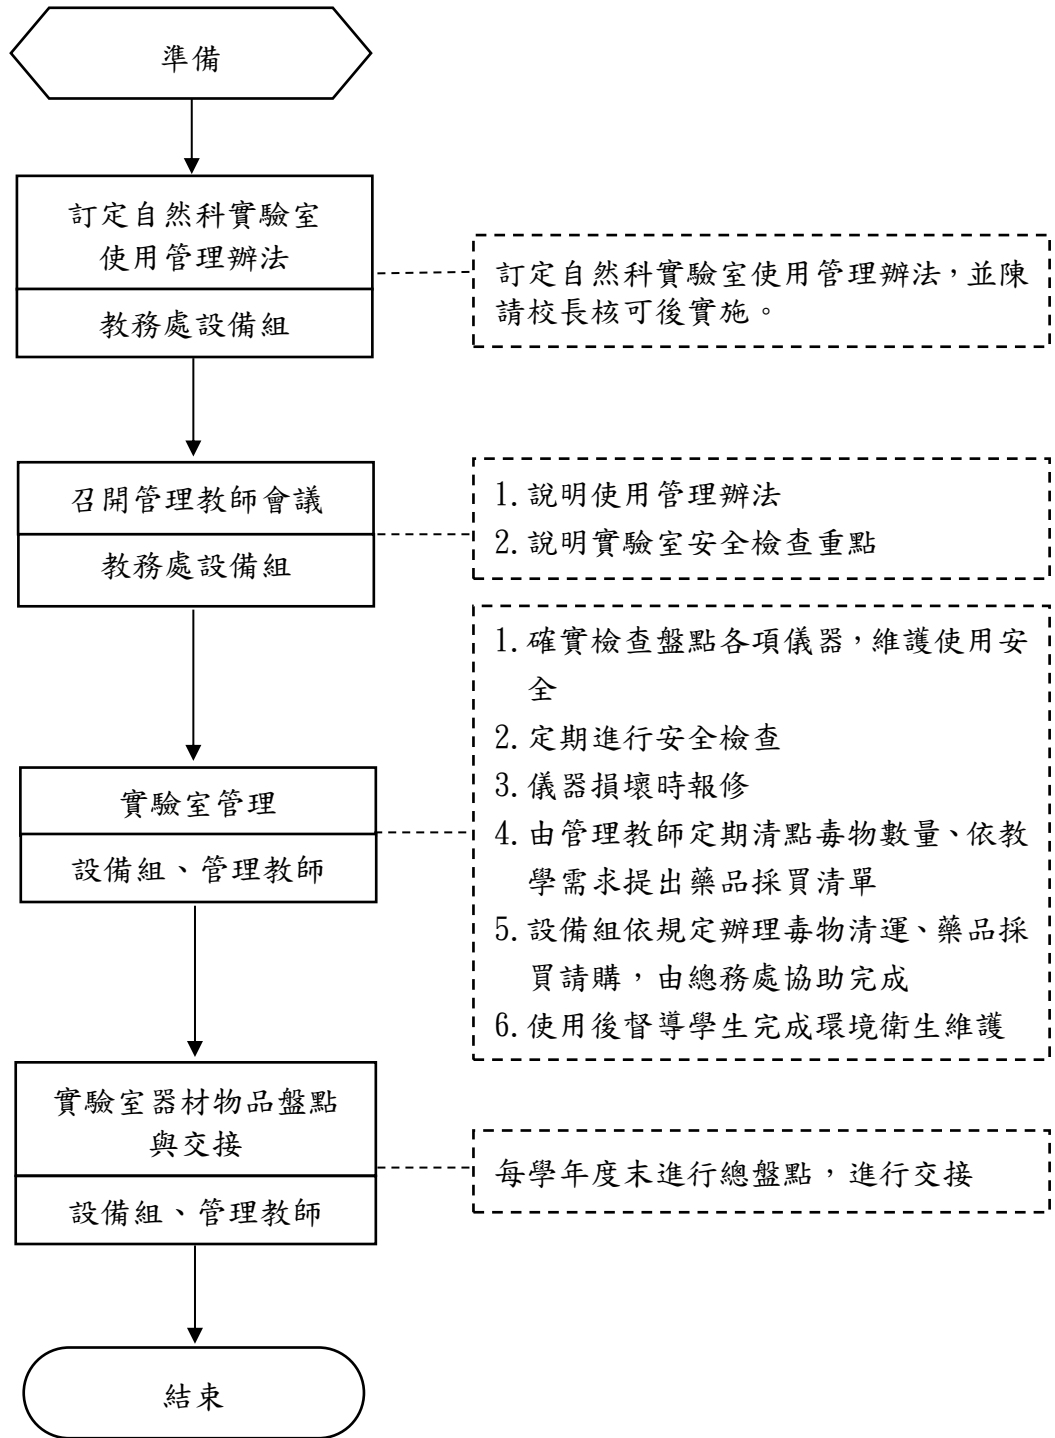 準備
訂定自然科實驗室
使用管理辦法
教務處設備組
訂定自然科實驗室使用管理辦法，並陳
請校長核可後實施。
召開管理教師會議
教務處設備組
1.說明使用管理辦法
2.說明實驗室安全檢查重點
實驗室管理
設備組、管理教師
1.確實檢查盤點各項儀器，維護使用安
全
2.定期進行安全檢查
3.儀器損壞時報修
4.由管理教師定期清點毒物數量、依教
學需求提出藥品採買清單
5.設備組依規定辦理毒物清運、藥品採
買請購，由總務處協助完成
6.使用後督導學生完成環境衛生維護
實驗室器材物品盤點
與交接
設備組、管理教師
每學年度末進行總盤點，進行交接
結束